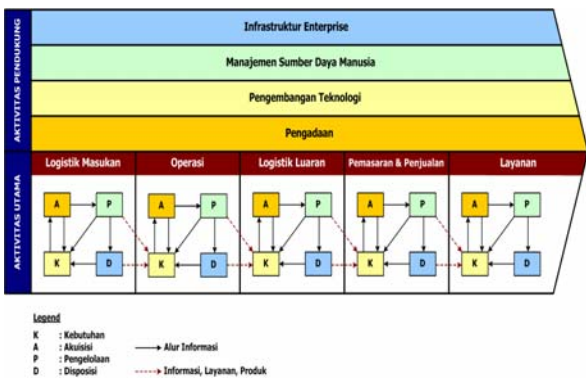 AKTIVITAS PENDUKUNG
Infrastruktur Enterprise
Manajemen Sumber Daya Manusia
Pengembangan Teknologi
Pengadaan
AKTIVITAS UTAMA
Logistik Masukan
Operasi
Logistik Luaran
Pemasaran & Penjualan
Layanan
A P
K D
A P
K D
A P
K D
A P
K D
A P
K D
Legend
K : Kebutuhan
A : Akuisisi
P : Pengelolaan
D : Disposisi
Alur Informasi
Informasi, Layanan, Produk